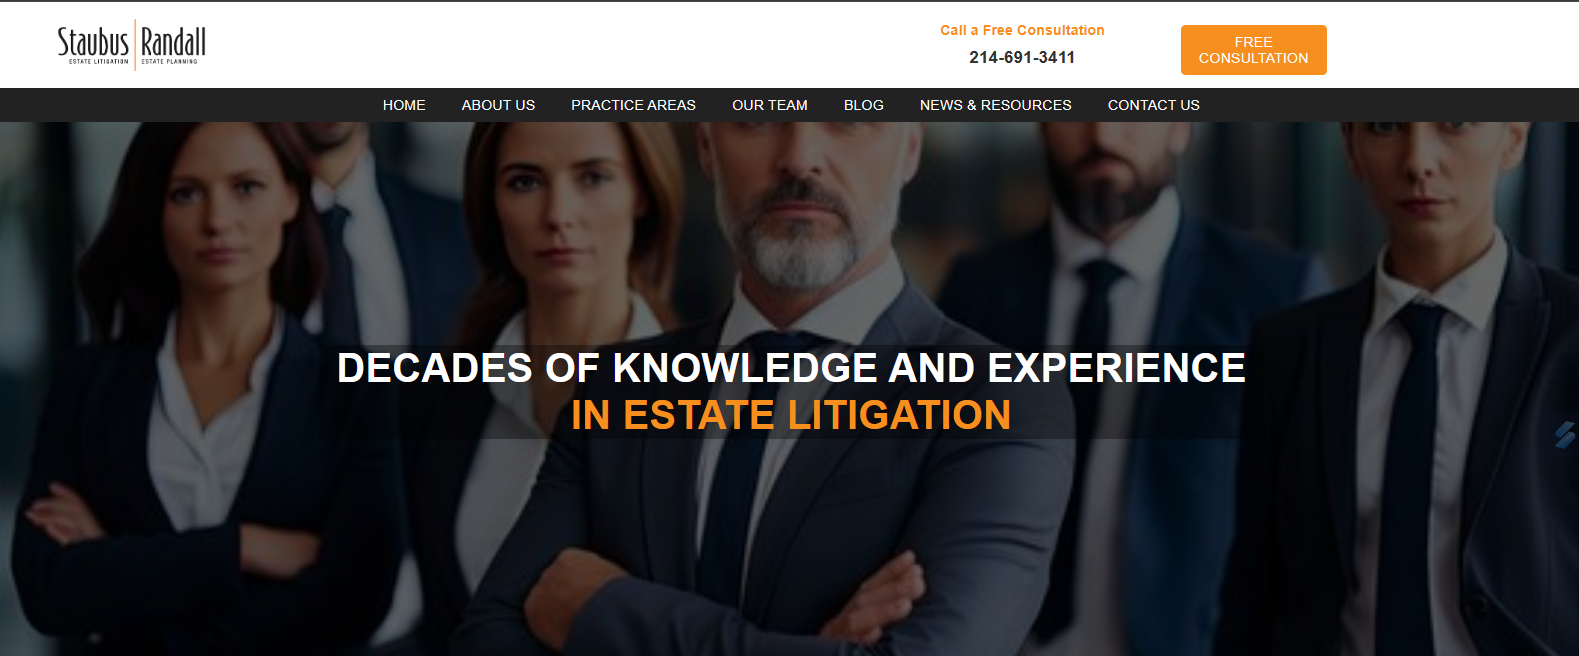 Staubus Randall
ESTATE LITIGATION ESTATE PLANNING
Call a Free Consultation
214-691-3411
FREE
CONSULTATION
HOME ABOUT US PRACTICE AREAS OUR TEAM BLOG NEWS & RESOURCES CONTACT US
DECADES OF KNOWLEDGE AND EXPERIENCE
IN ESTATE LITIGATION